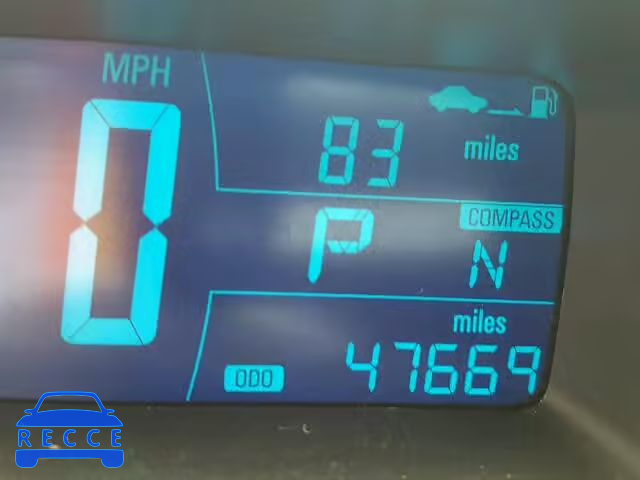 MPH
0
83 miles
P
COMPASS
N
miles
ODO 47669
RECCE